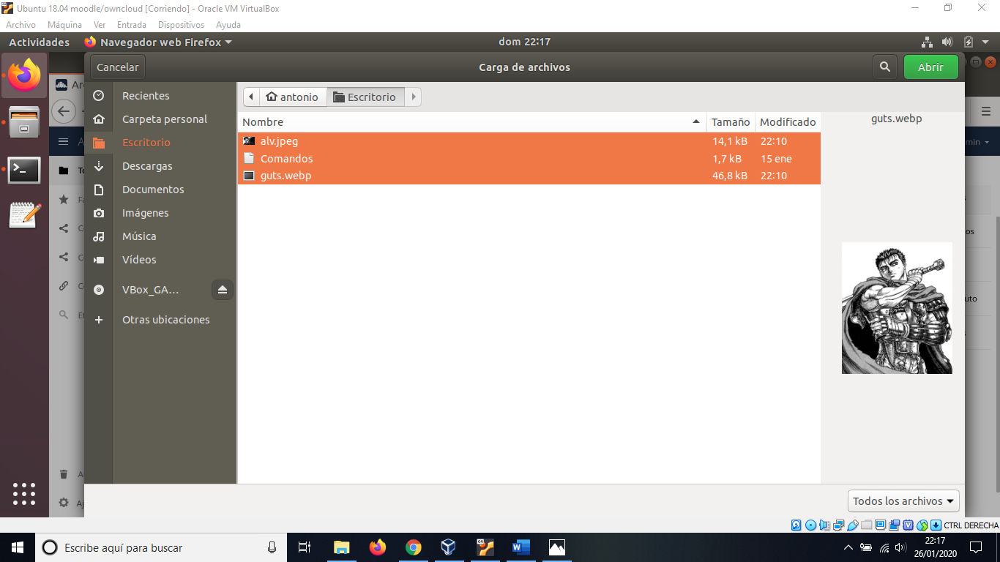 Ubuntu 18.04 moodle/owncloud [Corriendo] - Oracle VM VirtualBox
Archivo Máquina Ver Entrada Dispositivos Ayuda
Actividades Navegador web Firefox dom 22:17
Cancelar Carga de archivos Abrir
Recientes
Carpeta personal
Escritorio
Descargas
Documentos
Imágenes
Música
Vídeos
VBox_GA...
Otras ubicaciones
antonio Escritorio
Nombre Tamaño Modificado
alv.jpeg 14,1 kB 22:10
Comandos 1,7 kB 15 ene
guts.webp 46,8 kB 22:10
guts.webp
Todos los archivos
CTRL DERECHA
Escribe aquí para buscar
22:17
26/01/2020